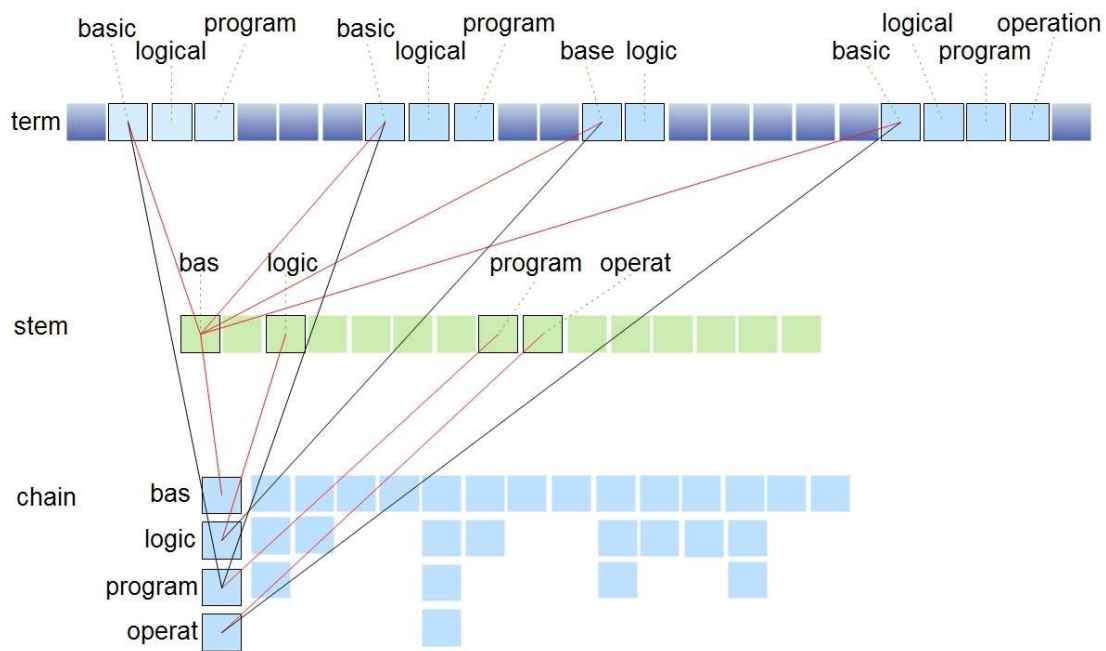 basic logical program basic logical program base logic basic logical program operation
term
bas logic program operat
stem
chain bas
logic
program
operat